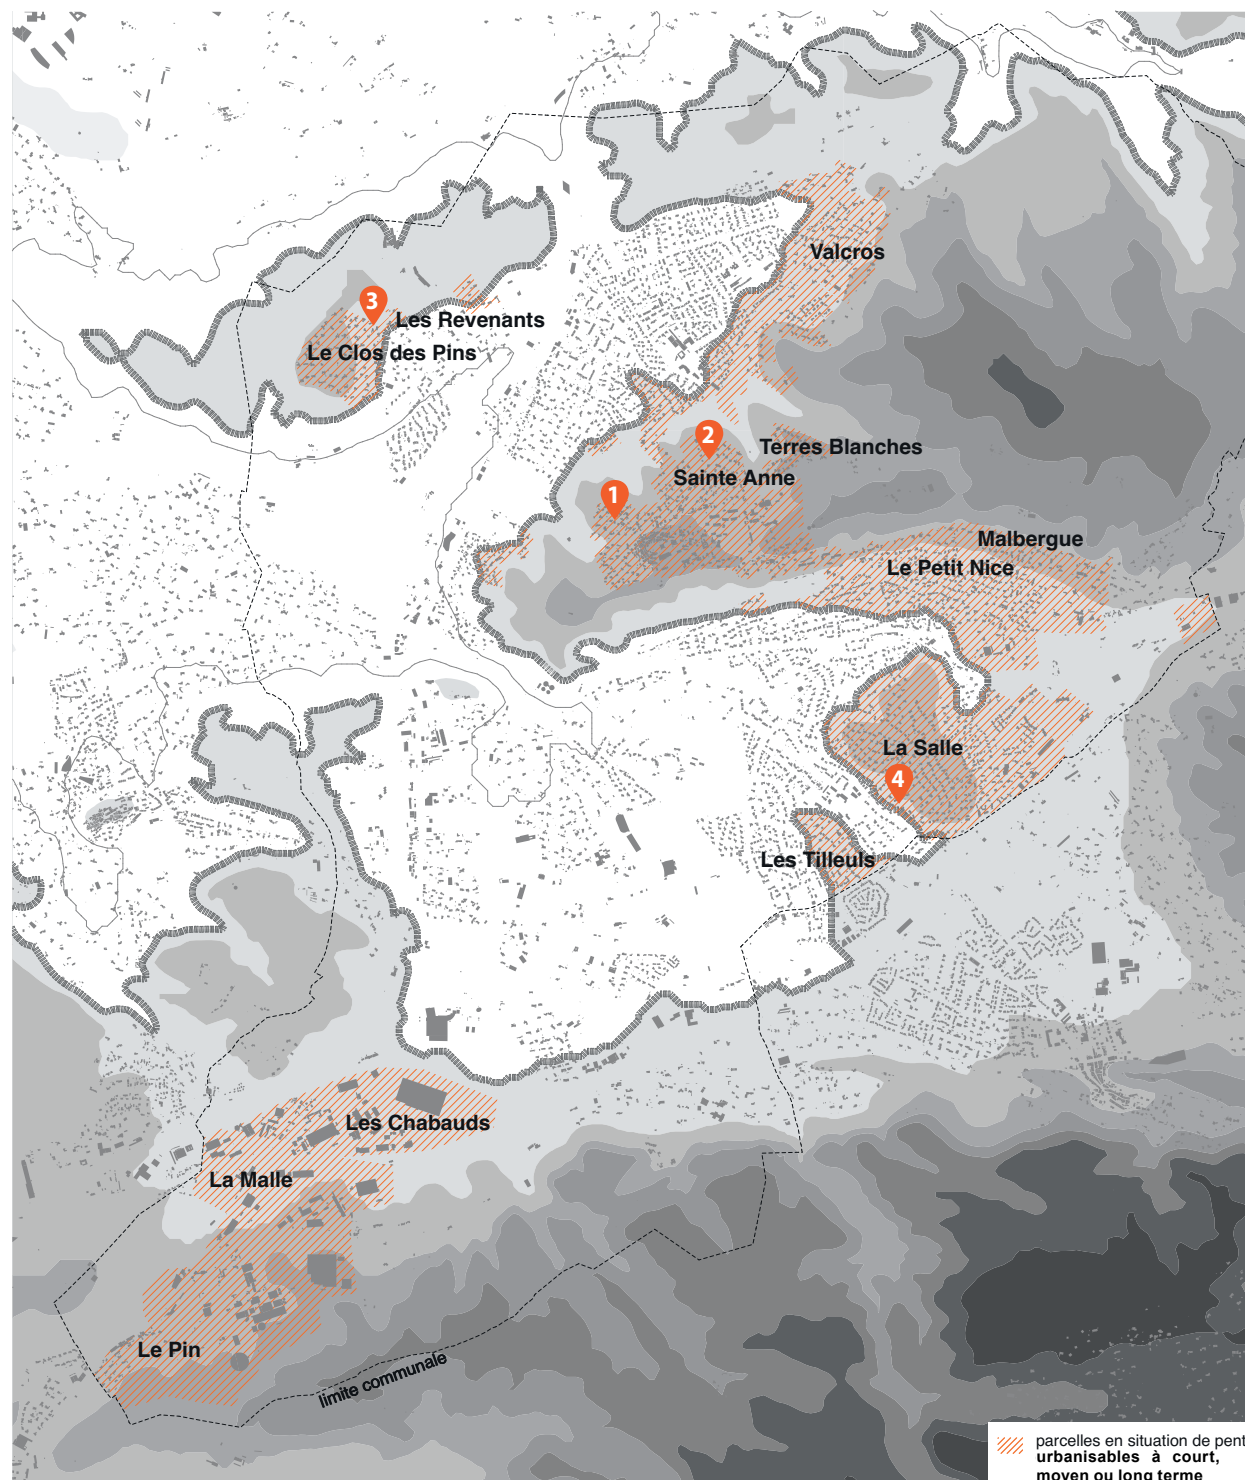 Valcros
3
Les Revenants
Le Clos des Pins
2
Terres Blanches
Sainte Anne
1
Malbergue
Le Petit Nice
La Salle
4
Les Tilleuls
Les Chabauds
La Malle
Le Pin
limite communale
parcelles en situation de pent
urbanisables à court,
moyen ou long terme